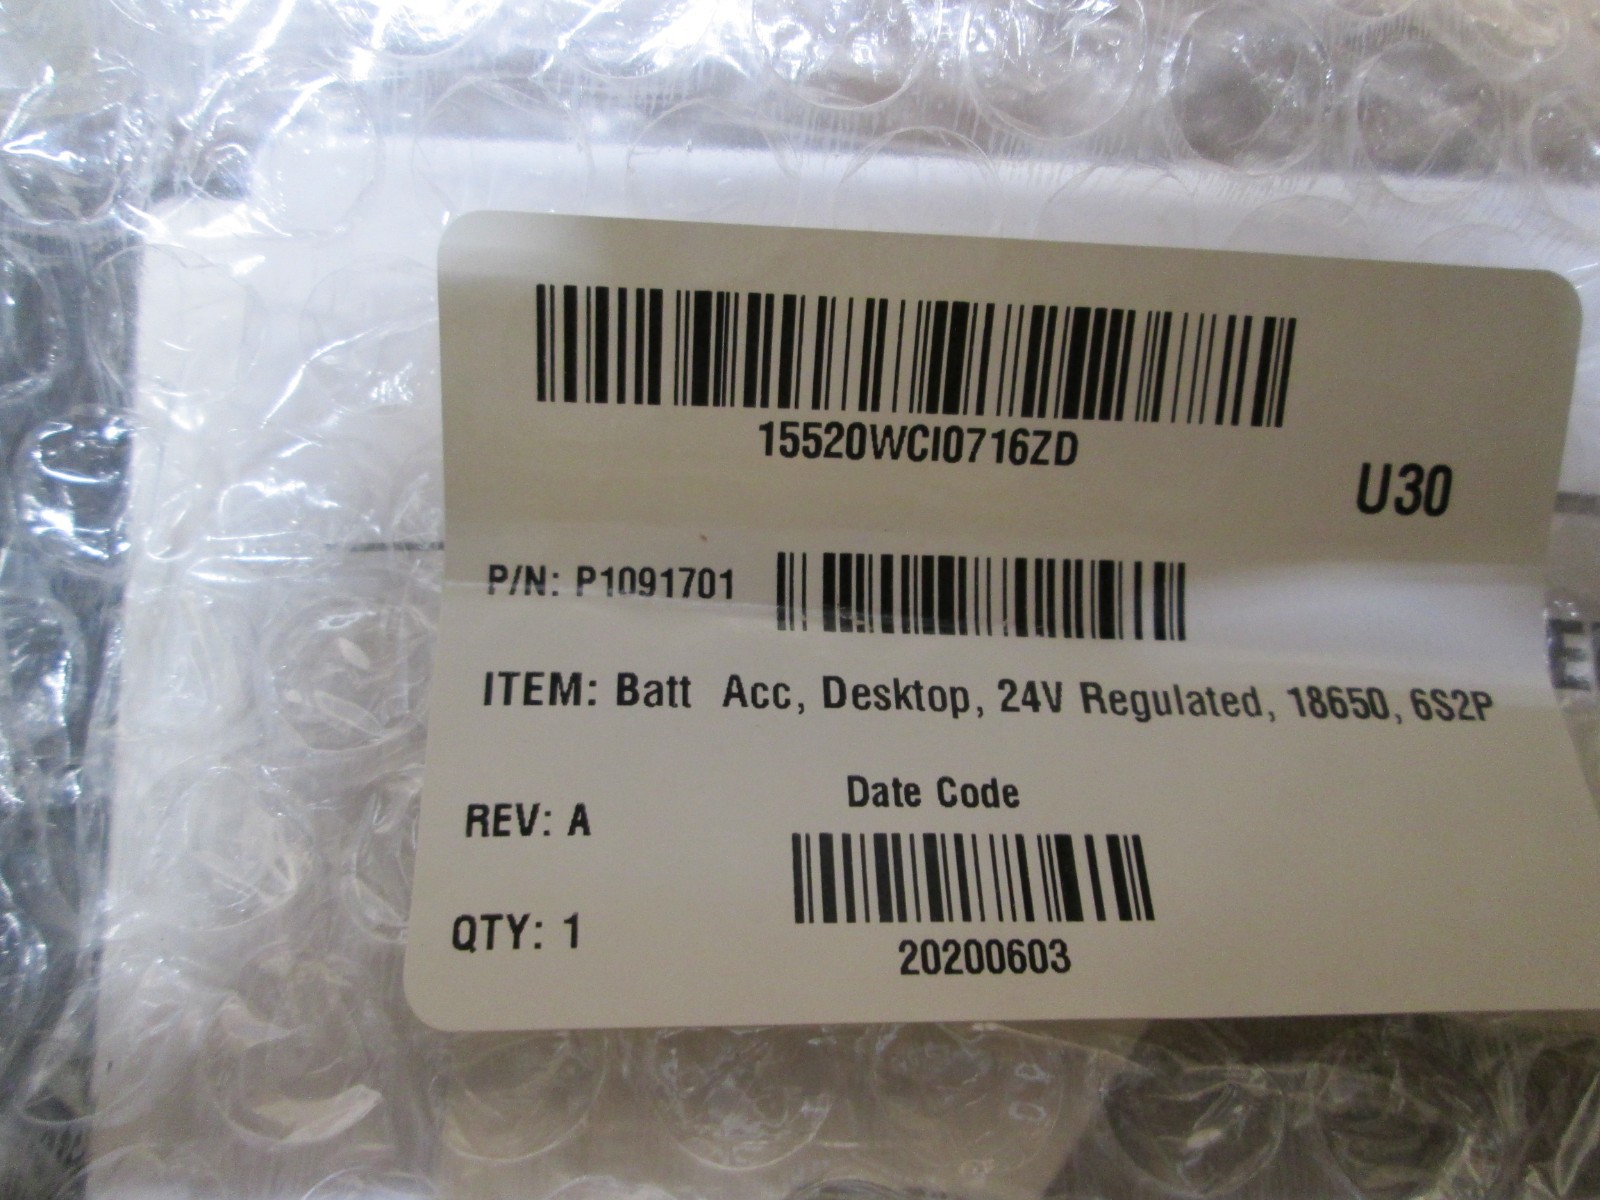 15520WCI0716ZD
U30
P/N: P1091701
ITEM: Batt Acc, Desktop, 24V Regulated, 18650, 6S2P
Date Code
REV: A
QTY: 1
20200603